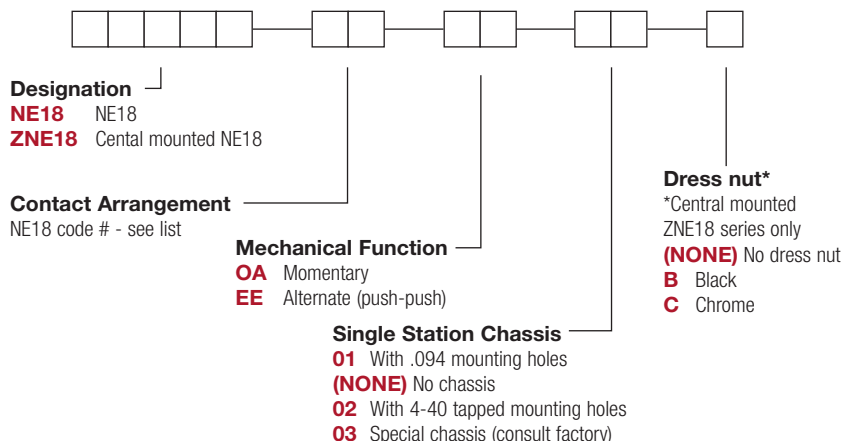 Designation
NE18 NE18
ZNE18 Cental mounted NE18
Contact Arrangement
NE18 code # - see list
Mechanical Function
OA Momentary
EE Alternate (push-push)
Single Station Chassis
01 With .094 mounting holes
(NONE) No chassis
02 With 4-40 tapped mounting holes
03 Special chassis (consult factory)
Dress nut*
*Central mounted
ZNE18 series only
(NONE) No dress nut
B Black
C Chrome